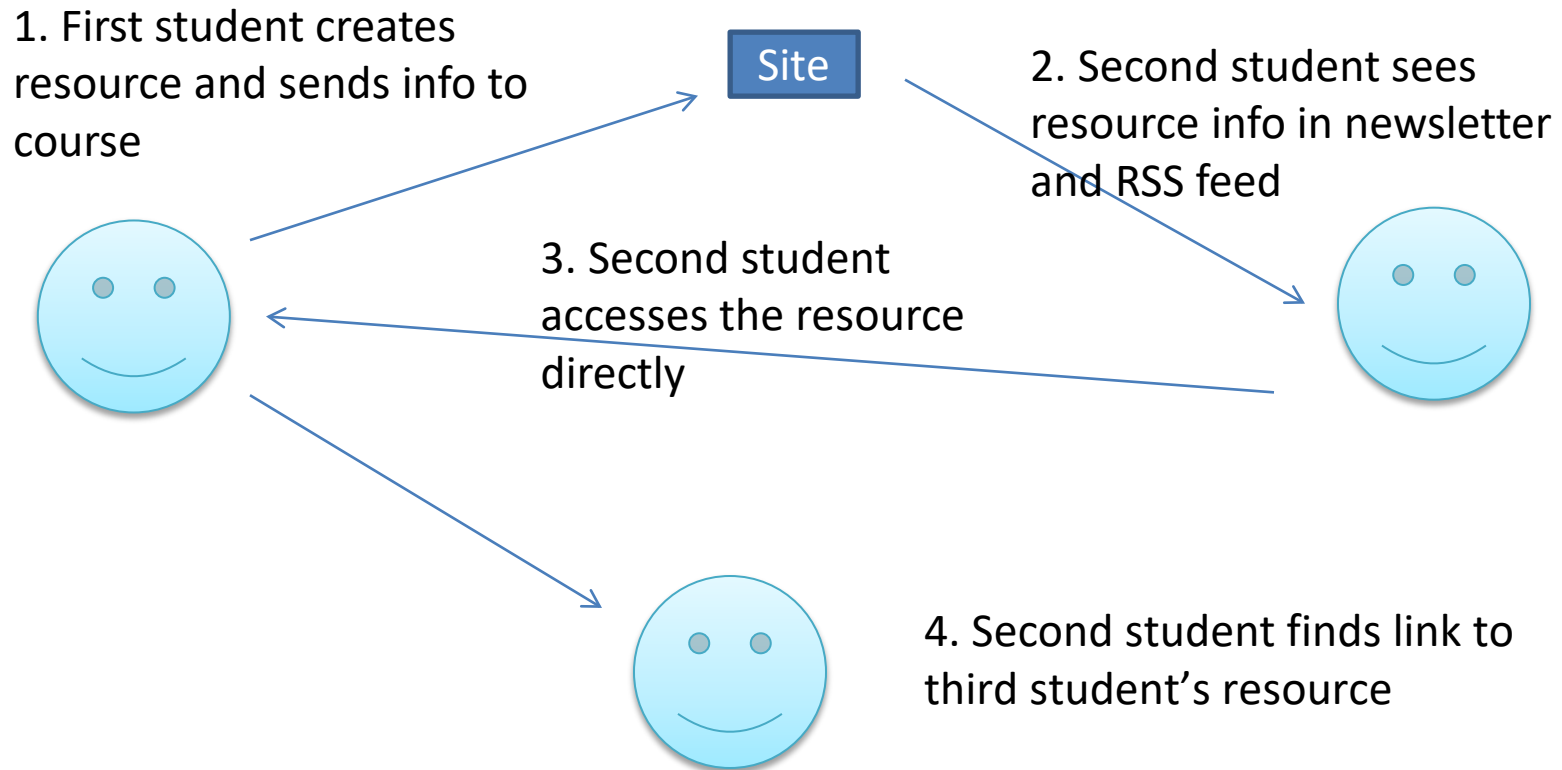 1. First student creates
resource and sends info to
course
Site
2. Second student sees
resource info in newsletter
and RSS feed
3. Second student
accesses the resource
directly
4. Second student finds link to
third student’s resource